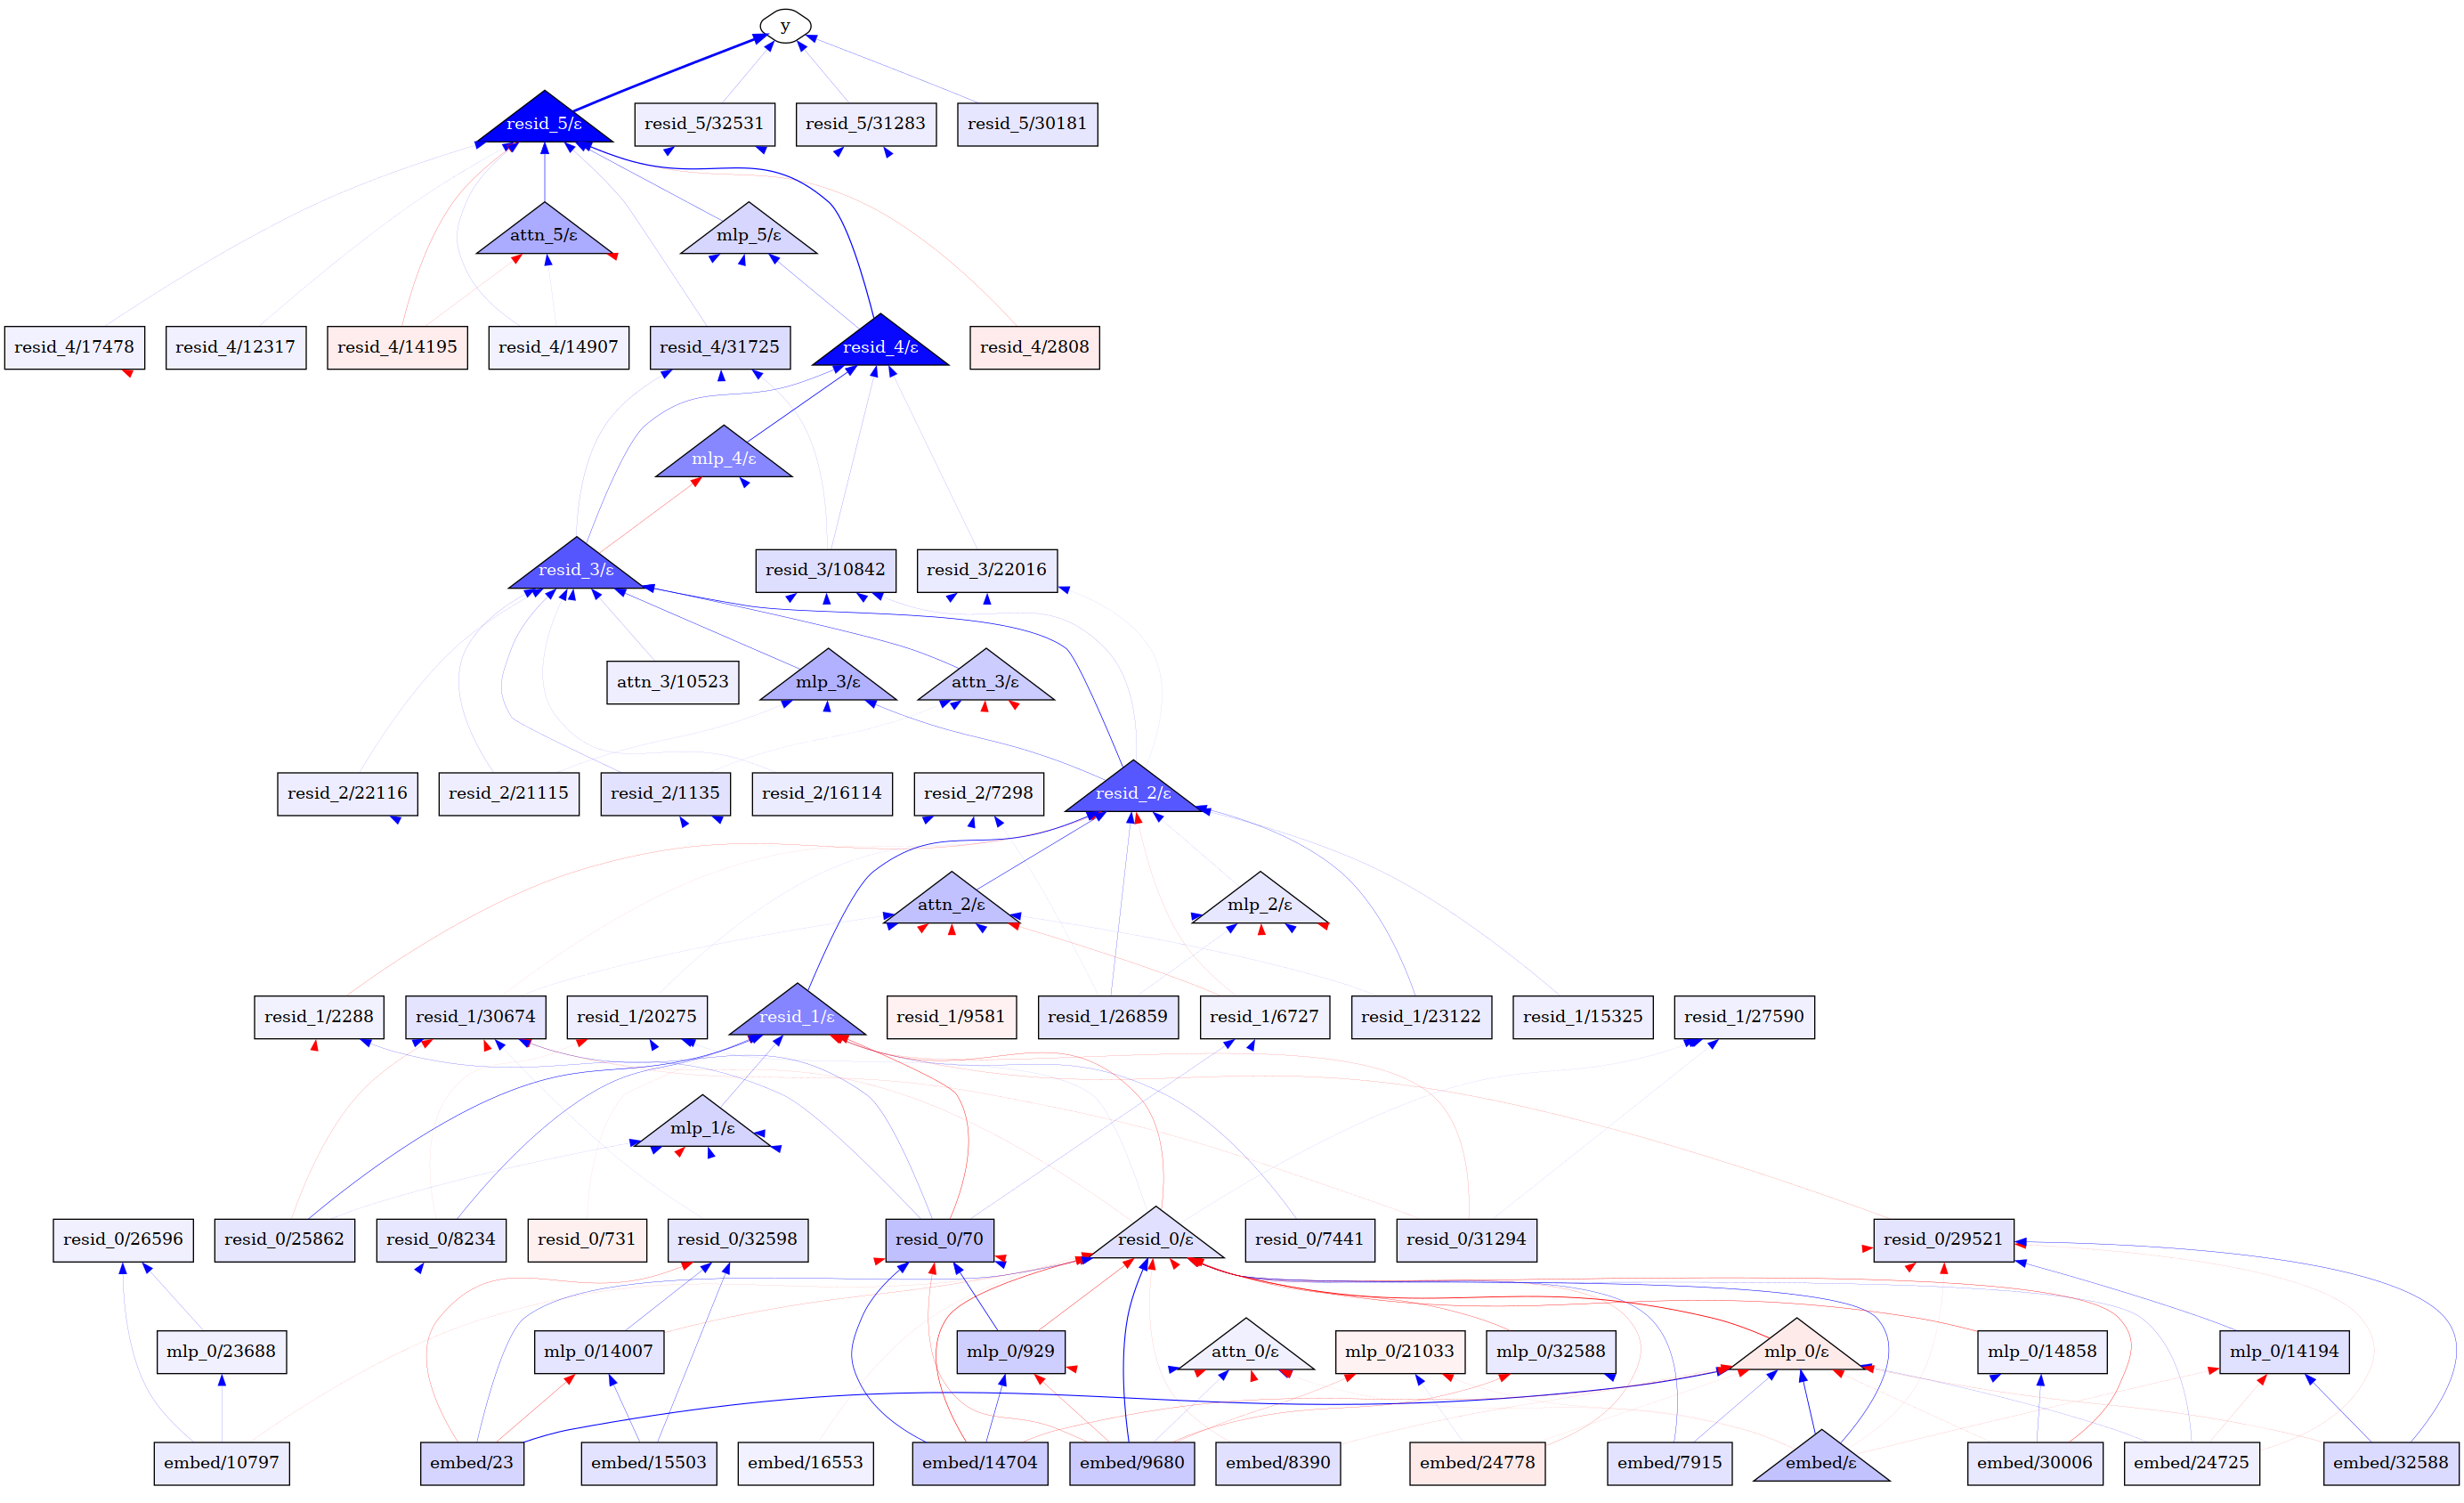 y
resid_5/ε
resid_5/32531
resid_5/31283
resid_5/30181
attn_5/ε
mlp_5/ε
resid_4/17478
resid_4/12317
resid_4/14195
resid_4/14907
resid_4/31725
resid_4/ε
resid_4/2808
mlp_4/ε
resid_3/ε
resid_3/10842
resid_3/22016
attn_3/10523
mlp_3/ε
attn_3/ε
resid_2/22116
resid_2/21115
resid_2/1135
resid_2/16114
resid_2/7298
resid_2/ε
attn_2/ε
mlp_2/ε
resid_1/2288
resid_1/30674
resid_1/20275
resid_1/ε
resid_1/9581
resid_1/26859
resid_1/6727
resid_1/23122
resid_1/15325
resid_1/27590
mlp_1/ε
resid_0/26596
resid_0/25862
resid_0/8234
resid_0/731
resid_0/32598
resid_0/70
resid_0/ε
resid_0/7441
resid_0/31294
resid_0/29521
mlp_0/23688
mlp_0/14007
mlp_0/929
attn_0/ε
mlp_0/21033
mlp_0/32588
mlp_0/ε
mlp_0/14858
mlp_0/14194
embed/10797
embed/23
embed/15503
embed/16553
embed/14704
embed/9680
embed/8390
embed/24778
embed/7915
embed/ε
embed/30006
embed/24725
embed/32588